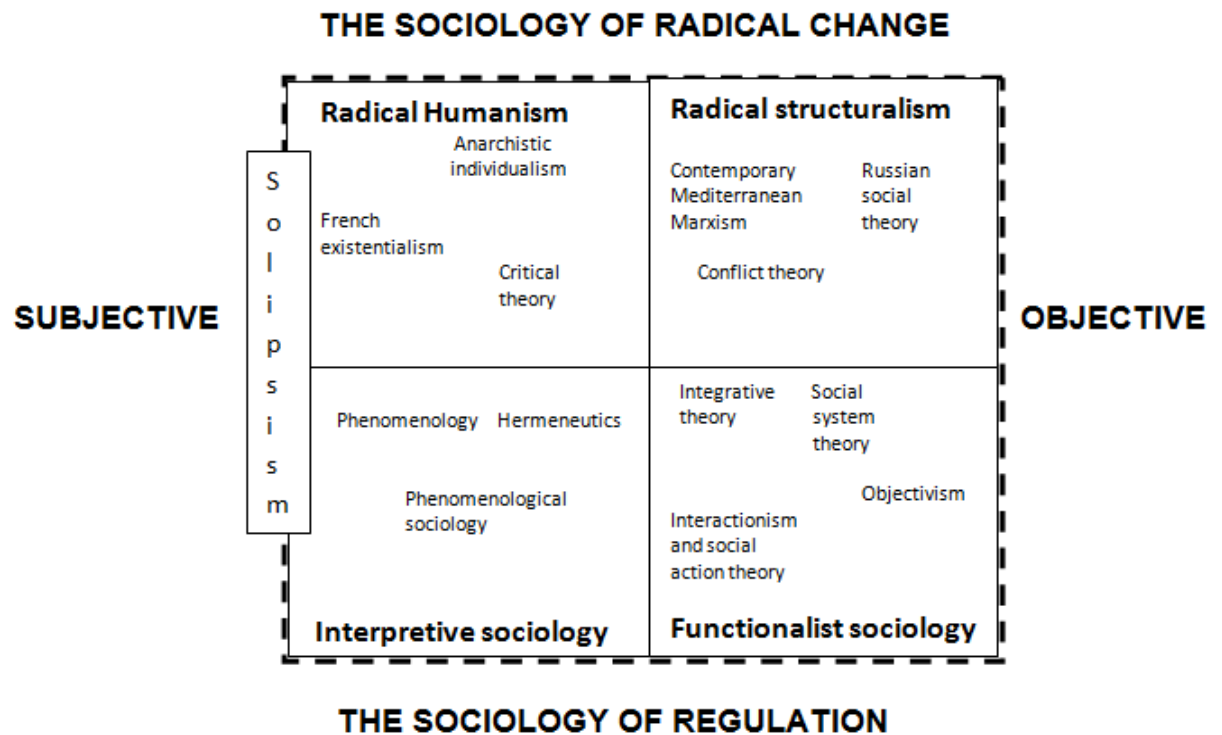 THE SOCIOLOGY OF RADICAL CHANGE
Radical Humanism
Anarchistic
individualism
French
existentialism
Critical
theory
Radical structuralism
Contemporary
Mediterranean
Marxism
Russian
social
theory
Conflict theory
SUBJECTIVE
S
o
l
i
p
s
i
s
m
OBJECTIVE
Phenomenology
Hermeneutics
Phenomenological
sociology
Interpretive sociology
Integrative
theory
Social
system
theory
Objectivism
Interactionism
and social
action theory
Functionalist sociology
THE SOCIOLOGY OF REGULATION